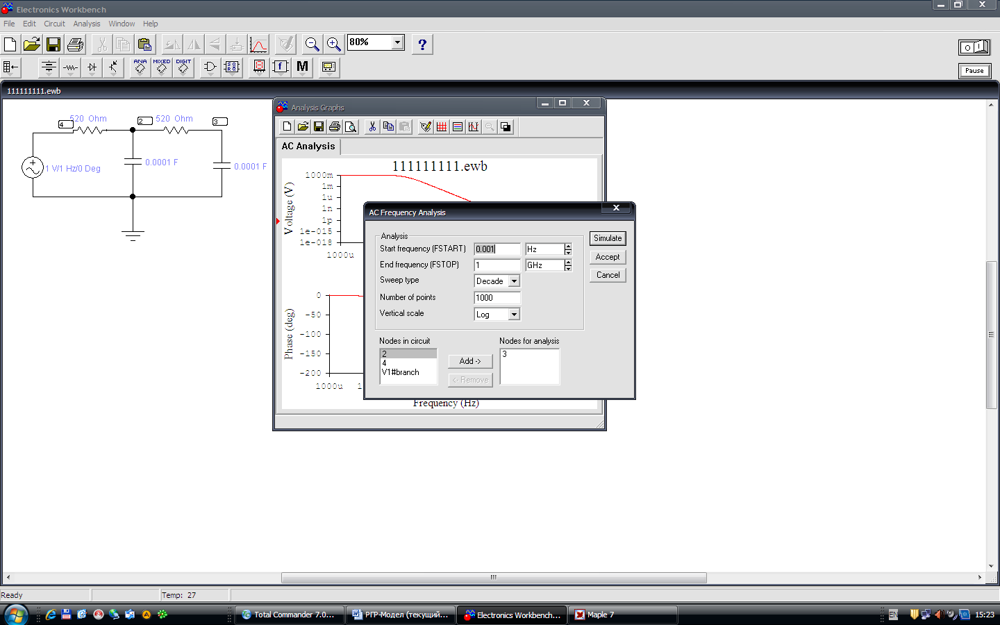 Electronics Workbench
File Edit Circuit Analysis Window Help
80%
?
ANA MIXED DIGIT
f M
O I
Pause
111111111.ewb
4 520 Ohm 2 520 Ohm 3
1 V/1 Hz/0 Deg
0.0001 F
0.0001 F
Analysis Graphs
AC Analysis
111111111.ewb
Voltage (V)
1000m
1m
1u
1n
1p
1e-015
1e-018
1000u
Phase (deg)
0
-50
-100
-150
-200
1000u
Frequency (Hz)
AC Frequency Analysis
Analysis
Start frequency (FSTART) 0.001 Hz
End frequency (FSTOP) 1 GHz
Sweep type Decade
Number of points 1000
Vertical scale Log
Simulate
Accept
Cancel
Nodes in circuit
2
4
V1#branch
Add ->
<- Remove
Nodes for analysis
3
Ready
Temp: 27
Total Commander 7.0...
РГР-Модел (текущий...
Electronics Workbench...
Maple 7
EN
15:23